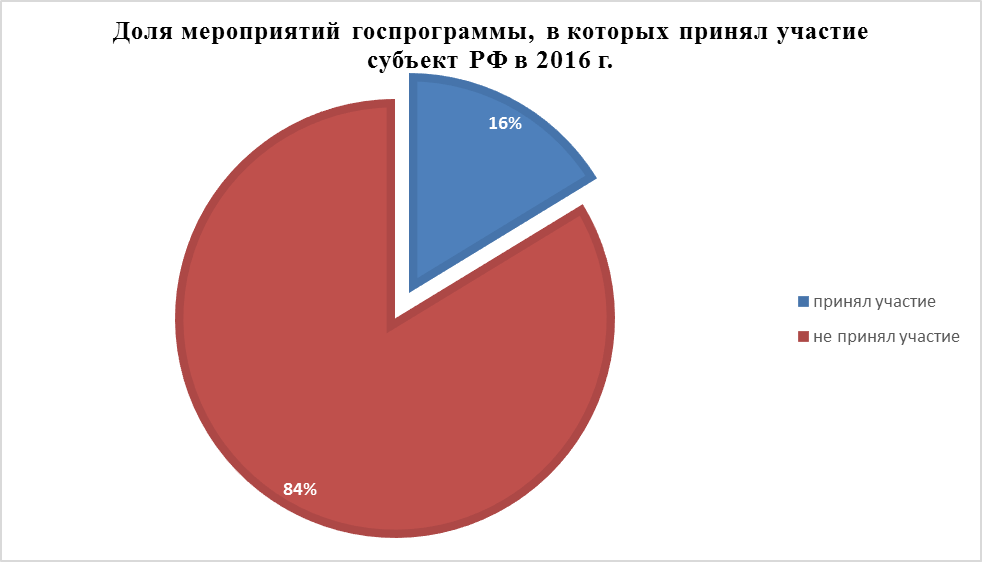 Доля мероприятий госпрограммы, в которых принял участие
субъект РФ в 2016 г.
16%
принял участие
не принял участие
84%